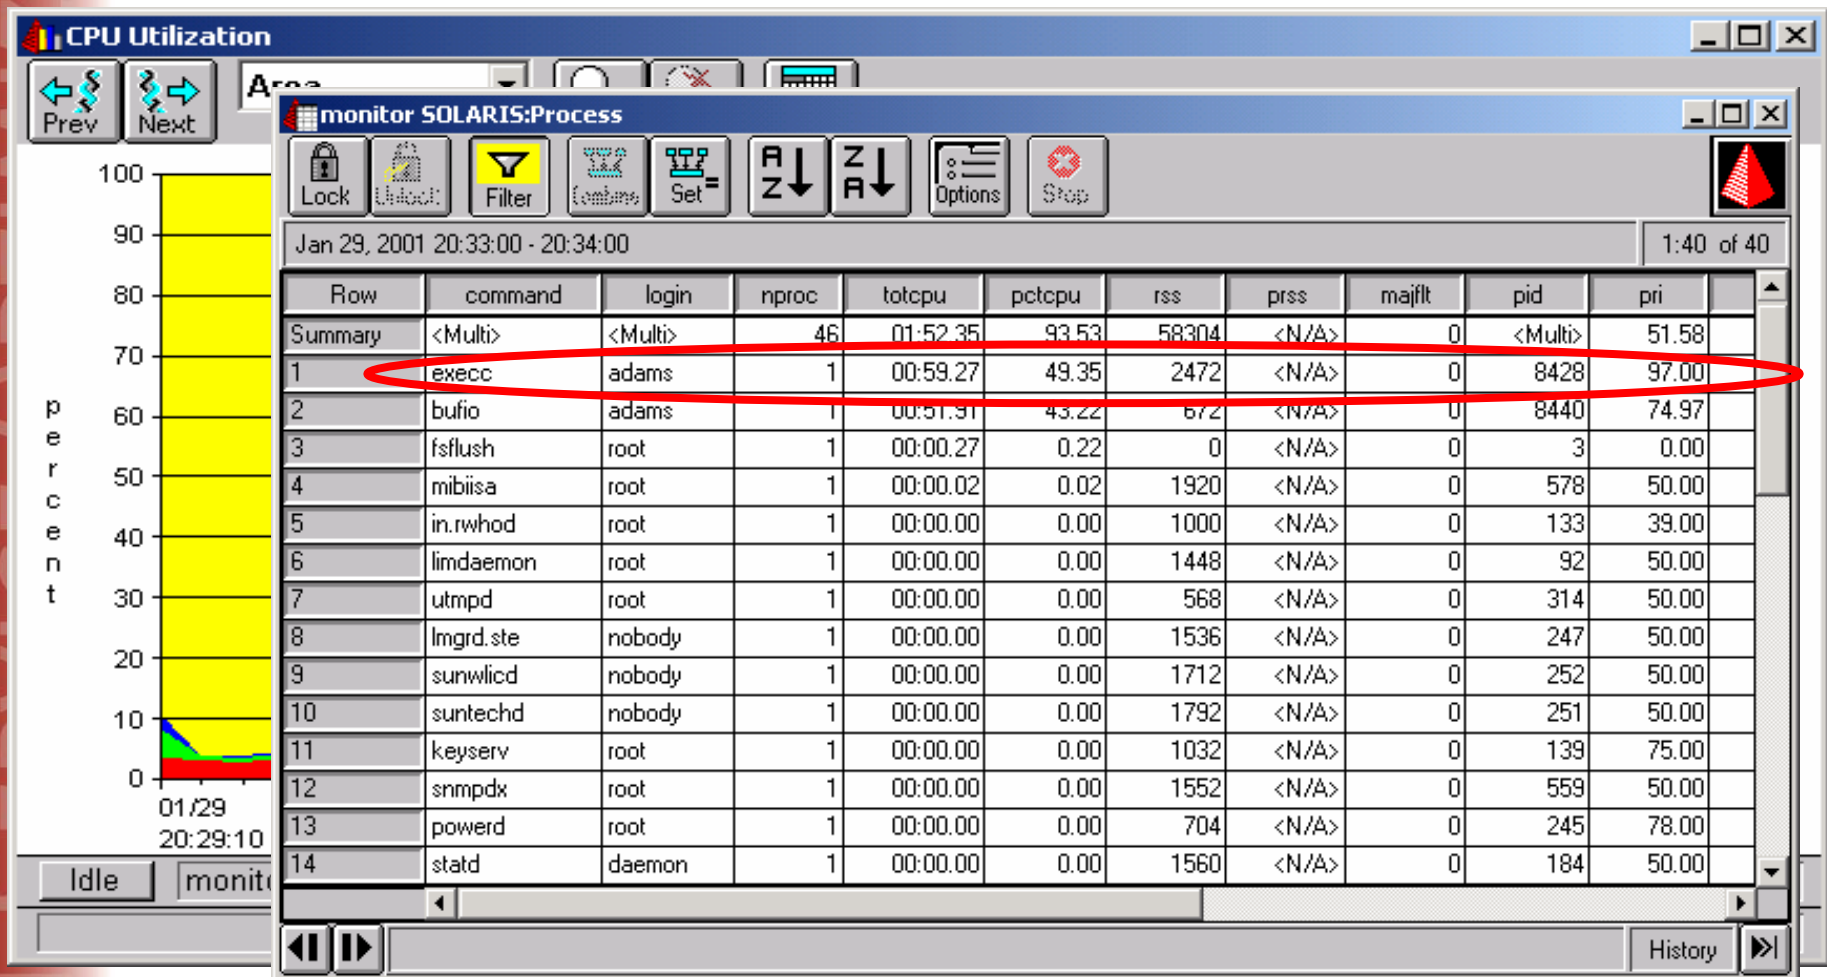 CPU Utilization
Prev Next Area
monitor SOLARIS:Process
Lock Unlock Filter Combine Set= A Z Z A Options Stop
Jan 29, 2001 20:33:00 - 20:34:00 1:40 of 40
Row command login nproc totcpu pctcpu rss prss majflt pid pri
Summary <Multi> <Multi> 46 01:52.35 93.53 58304 <N/A> 0 <Multi> 51.58
1 execc adams 1 00:59.27 49.35 2472 <N/A> 0 8428 97.00
2 bufio adams 1 00:51.91 43.22 672 <N/A> 0 8440 74.97
3 fsflush root 1 00:00.27 0.22 0 <N/A> 0 3 0.00
4 mibiisa root 1 00:00.02 0.02 1920 <N/A> 0 578 50.00
5 in.rwhod root 1 00:00.00 0.00 1000 <N/A> 0 133 39.00
6 limdaemon root 1 00:00.00 0.00 1448 <N/A> 0 92 50.00
7 utmpd root 1 00:00.00 0.00 568 <N/A> 0 314 50.00
8 lmgrd.ste nobody 1 00:00.00 0.00 1536 <N/A> 0 247 50.00
9 sunwlicd nobody 1 00:00.00 0.00 1712 <N/A> 0 252 50.00
10 suntechd nobody 1 00:00.00 0.00 1792 <N/A> 0 251 50.00
11 keyserv root 1 00:00.00 0.00 1032 <N/A> 0 139 75.00
12 snmpdx root 1 00:00.00 0.00 1552 <N/A> 0 559 50.00
13 powerd root 1 00:00.00 0.00 704 <N/A> 0 245 78.00
14 statd daemon 1 00:00.00 0.00 1560 <N/A> 0 184 50.00
History
100
90
80
70
60
50
40
30
20
10
0
percent
01/29
20:29:10
Idle monito